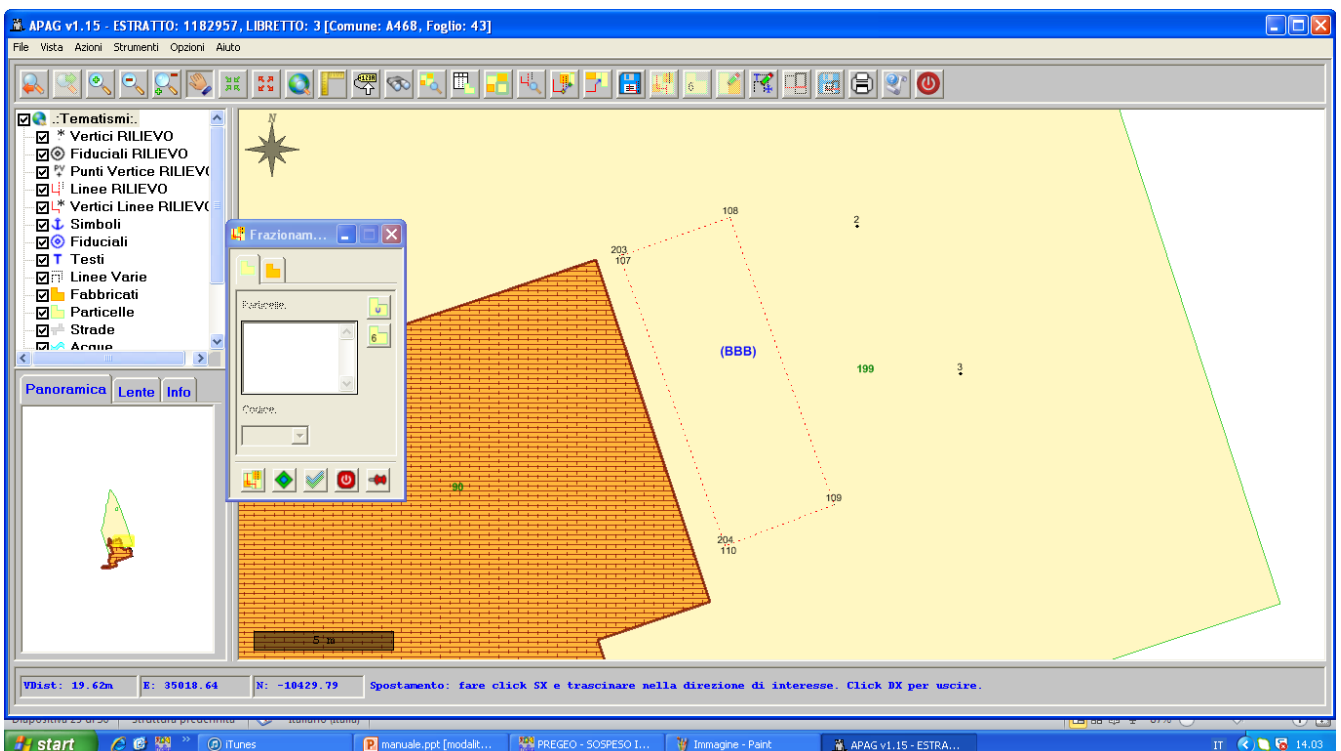 APAG v1.15 - ESTRATTO: 1182957, LIBRETTO: 3 [Comune: A468, Foglio: 43]
File Vista Azioni Strumenti Opzioni Aiuto
.:Tematismi:.
Vertici RILIEVO
Fiduciali RILIEVO
Punti Vertice RILIEVO
Linee RILIEVO
Vertici Linee RILIEV
Simboli
Fiduciali
Testi
Linee Varie
Fabbricati
Particelle
Strade
Acque
Panoramica Lente Info
N
Frazionam...
Particelle.
6
Codice.
90
5 m
108
2
203
107
(BBB)
199
3
109
204
110
VDist: 19.62m E: 35018.64 N: -10429.79 Spostamento: fare click SX e trascinare nella direzione di interesse. Click DX per uscire.
start iTunes manuale.ppt [modalit... PREGEO - SOSPESO I... Immagine - Paint APAG v1.15 - ESTRA... IT 14.03